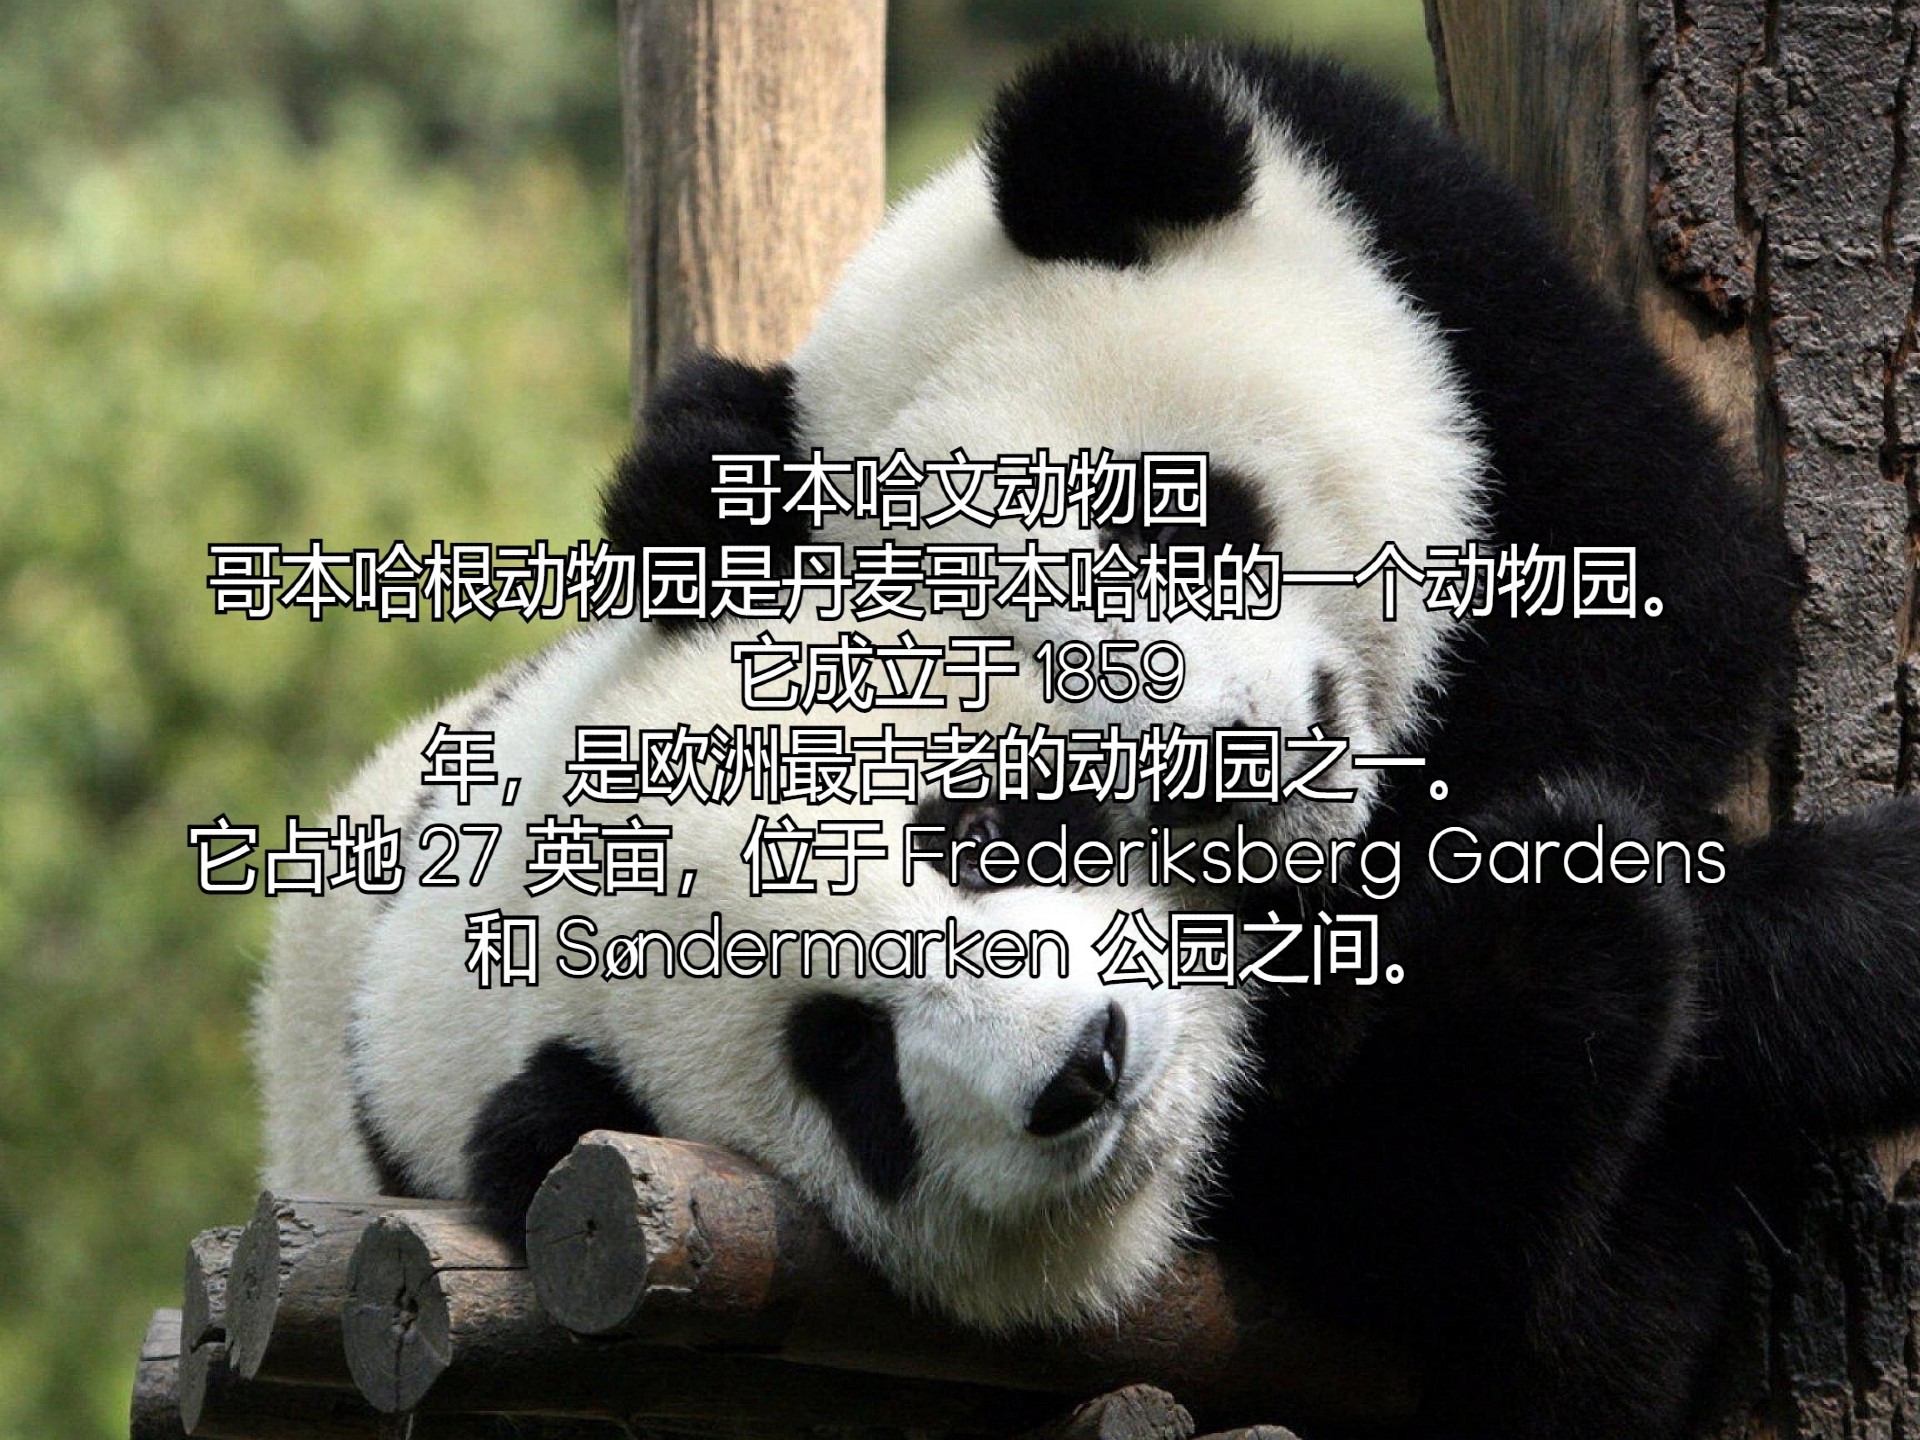 哥本哈文动物园
哥本哈根动物园是丹麦哥本哈根的一个动物园。
它成立于 1859
年，是欧洲最古老的动物园之一。
它占地 27 英亩，位于 Frederiksberg Gardens
和 Søndermarken 公园之间。